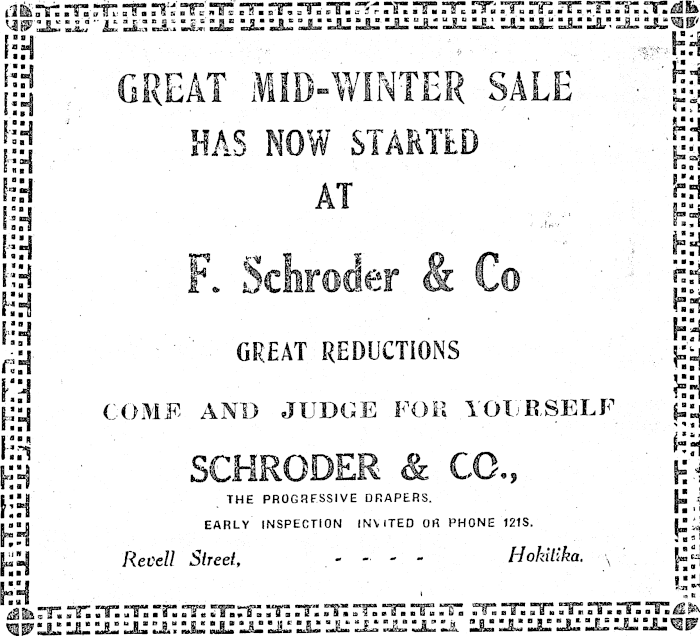 GREAT MID-WINTER SALE
HAS NOW STARTED
AT
F. Schroder & Co
GREAT REDUCTIONS
COME AND JUDGE FOR YOURSELF
SCHRODER & CO.,
THE PROGRESSIVE DRAPERS.
EARLY INSPECTION INVITED OR PHONE 121S.
Revell Street, - - - - Hokitika.